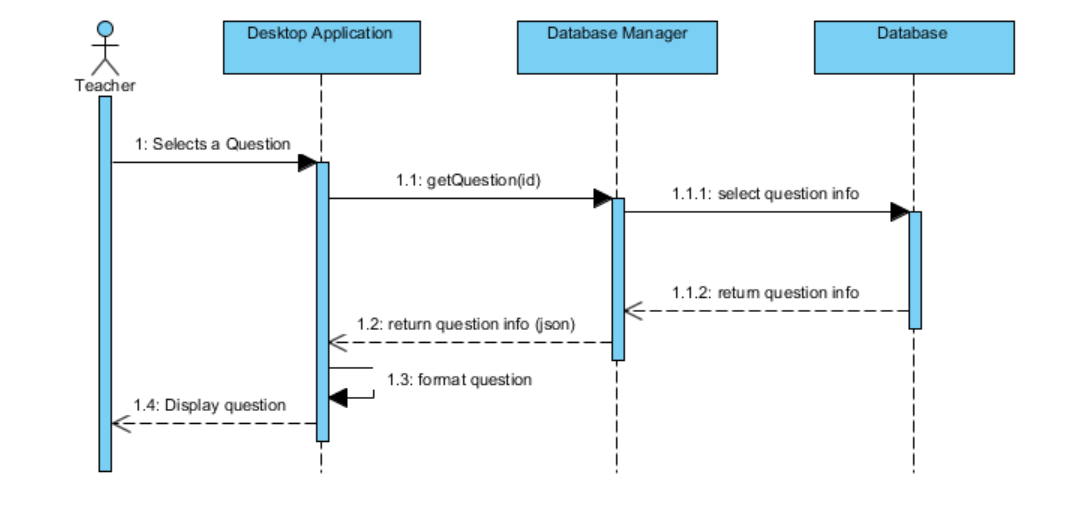 Desktop Application
Database Manager
Database
Teacher
1: Selects a Question
1.1: getQuestion(id)
1.1.1: select question info
1.1.2: return question info
1.2: return question info (json)
1.3: format question
1.4: Display question